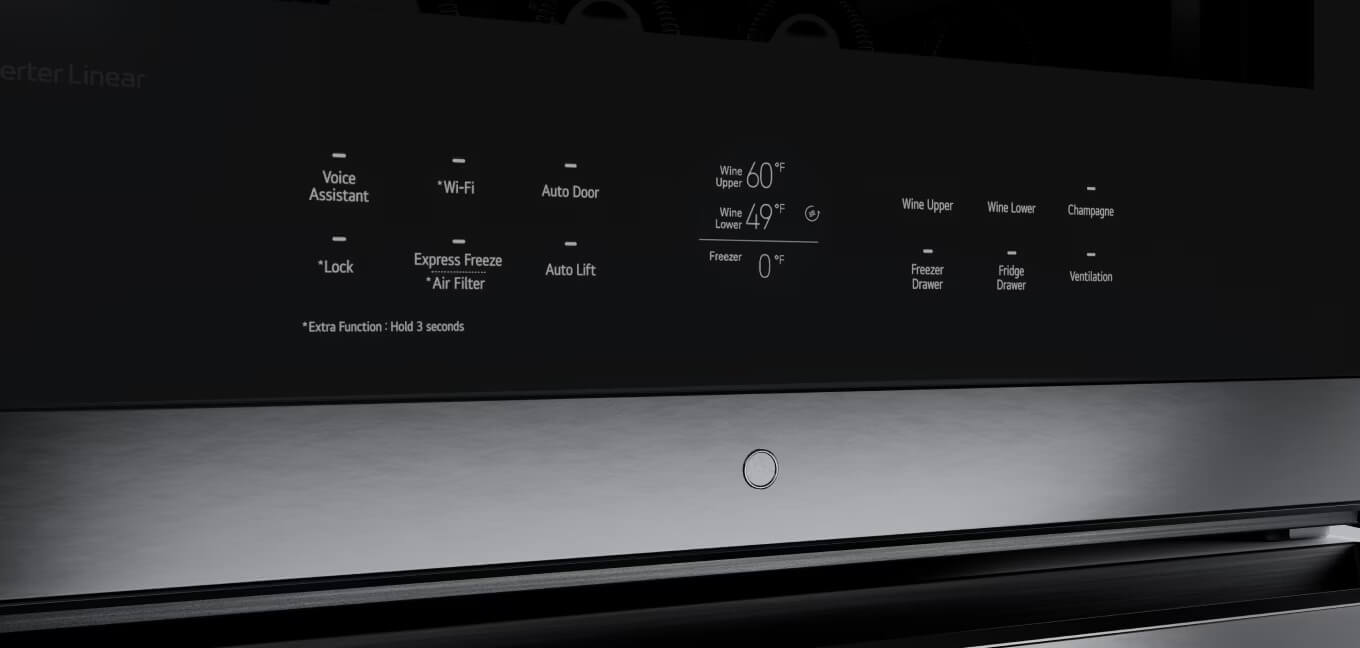 erter Linear
Voice
Assistant
*Wi-Fi
Auto Door
*Lock
Express Freeze
*Air Filter
Auto Lift
*Extra Function : Hold 3 seconds
Wine
Upper 60 °F
Wine
Lower 49 °F
Freezer 0 °F
Wine Upper
Wine Lower
Champagne
Freezer
Drawer
Fridge
Drawer
Ventilation